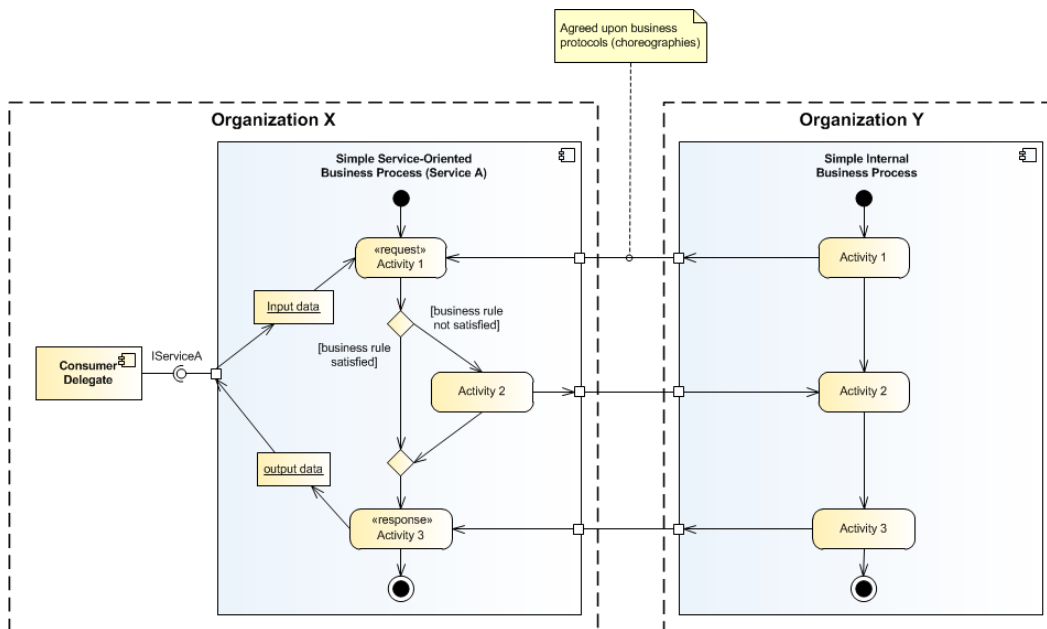 Agreed upon business
protocols (choreographies)
Organization X
Organization Y
Simple Service-Oriented
Business Process (Service A)
Simple Internal
Business Process
«request»
Activity 1
Activity 1
Input data
[business rule
not satisfied]
[business rule
satisfied]
IServiceA
Consumer
Delegate
Activity 2
Activity 2
output data
«response»
Activity 3
Activity 3